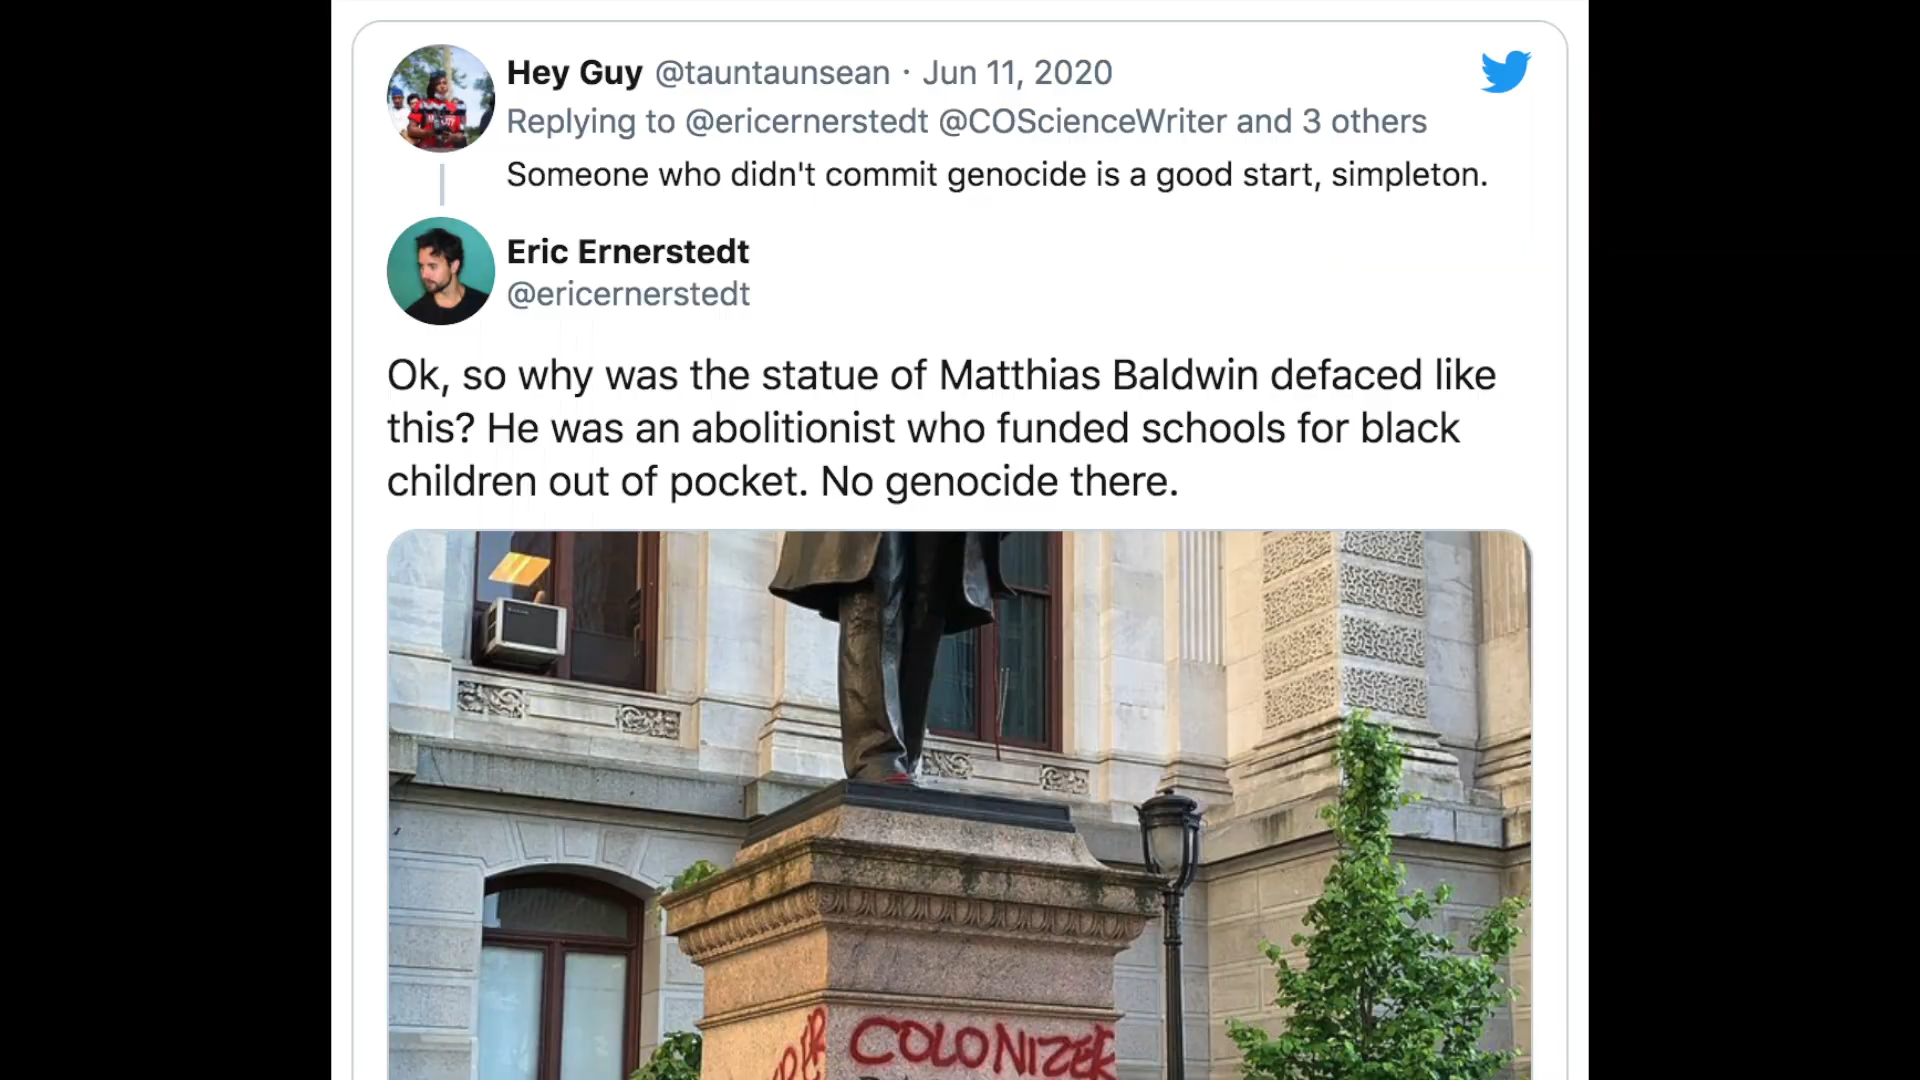 Hey Guy @tauntaunsean · Jun 11, 2020
Replying to @ericernerstedt @COScienceWriter and 3 others
Someone who didn't commit genocide is a good start, simpleton.
Eric Ernerstedt
@ericernerstedt
Ok, so why was the statue of Matthias Baldwin defaced like
this? He was an abolitionist who funded schools for black
children out of pocket. No genocide there.
COLONIZER